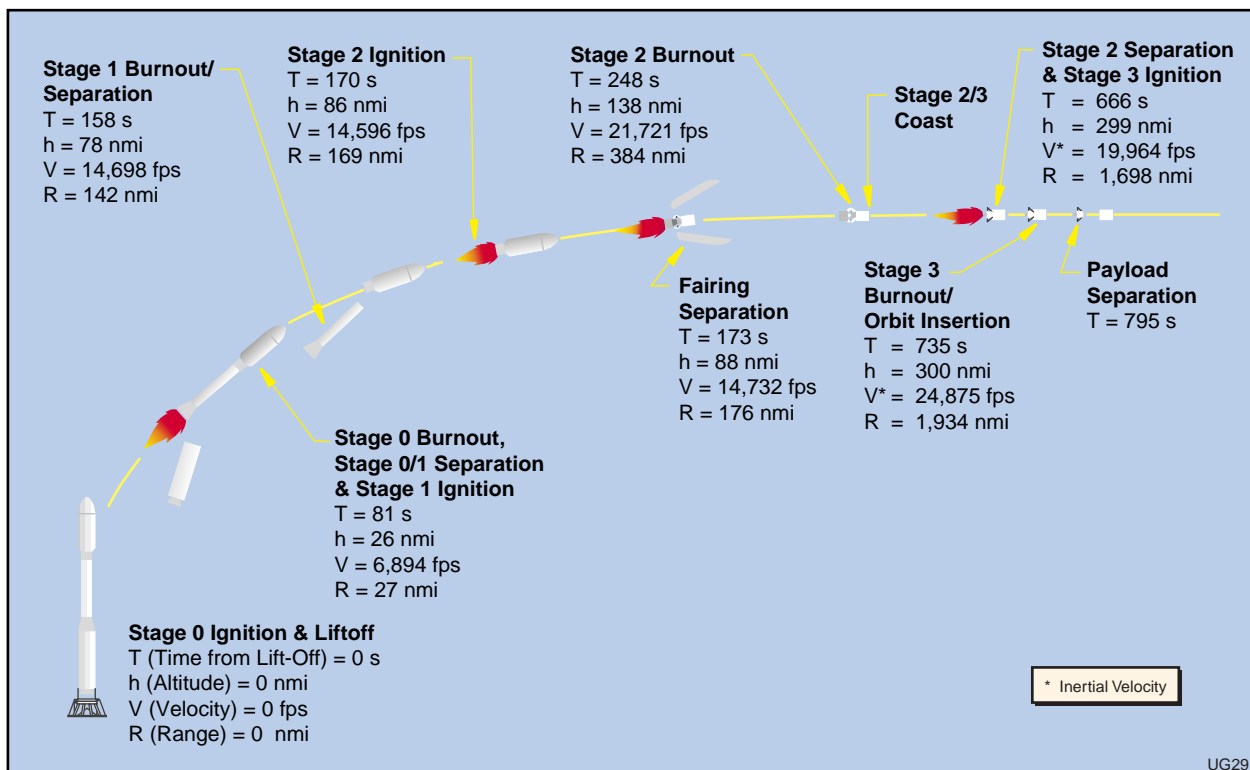 Stage 1 Burnout/
Separation
T = 158 s
h = 78 nmi
V = 14,698 fps
R = 142 nmi
Stage 2 Ignition
T = 170 s
h = 86 nmi
V = 14,596 fps
R = 169 nmi
Stage 2 Burnout
T = 248 s
h = 138 nmi
V = 21,721 fps
R = 384 nmi
Stage 2/3
Coast
Stage 2 Separation
& Stage 3 Ignition
T = 666 s
h = 299 nmi
V* = 19,964 fps
R = 1,698 nmi
Fairing
Separation
T = 173 s
h = 88 nmi
V = 14,732 fps
R = 176 nmi
Stage 3
Burnout/
Orbit Insertion
T = 735 s
h = 300 nmi
V* = 24,875 fps
R = 1,934 nmi
Payload
Separation
T = 795 s
Stage 0 Burnout,
Stage 0/1 Separation
& Stage 1 Ignition
T = 81 s
h = 26 nmi
V = 6,894 fps
R = 27 nmi
Stage 0 Ignition & Liftoff
T (Time from Lift-Off) = 0 s
h (Altitude) = 0 nmi
V (Velocity) = 0 fps
R (Range) = 0 nmi
* Inertial Velocity
UG29